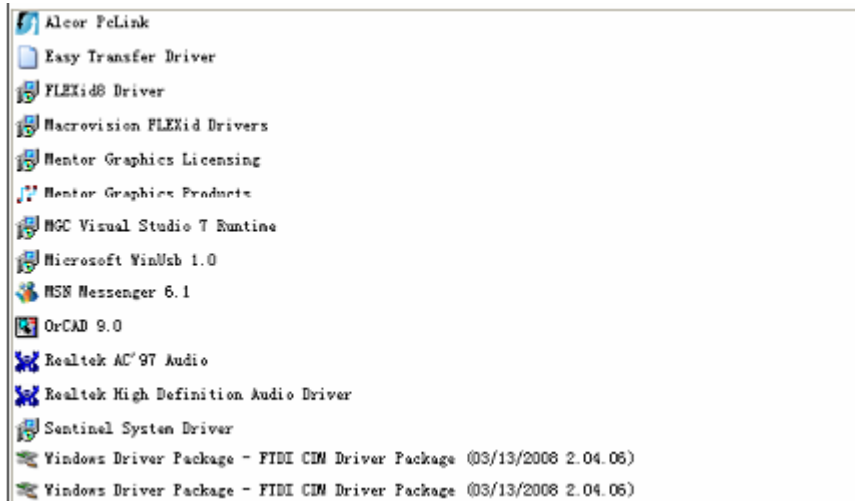 Alcor PcLink
Easy Transfer Driver
FLEXid8 Driver
Macrovision FLEXid Drivers
Mentor Graphics Licensing
Mentor Graphics Products
MGC Visual Studio 7 Runtime
Microsoft WinUsb 1.0
MSN Messenger 6.1
OrCAD 9.0
Realtek AC'97 Audio
Realtek High Definition Audio Driver
Sentinel System Driver
Windows Driver Package - FTDI CDM Driver Package (03/13/2008 2.04.06)
Windows Driver Package - FTDI CDM Driver Package (03/13/2008 2.04.06)